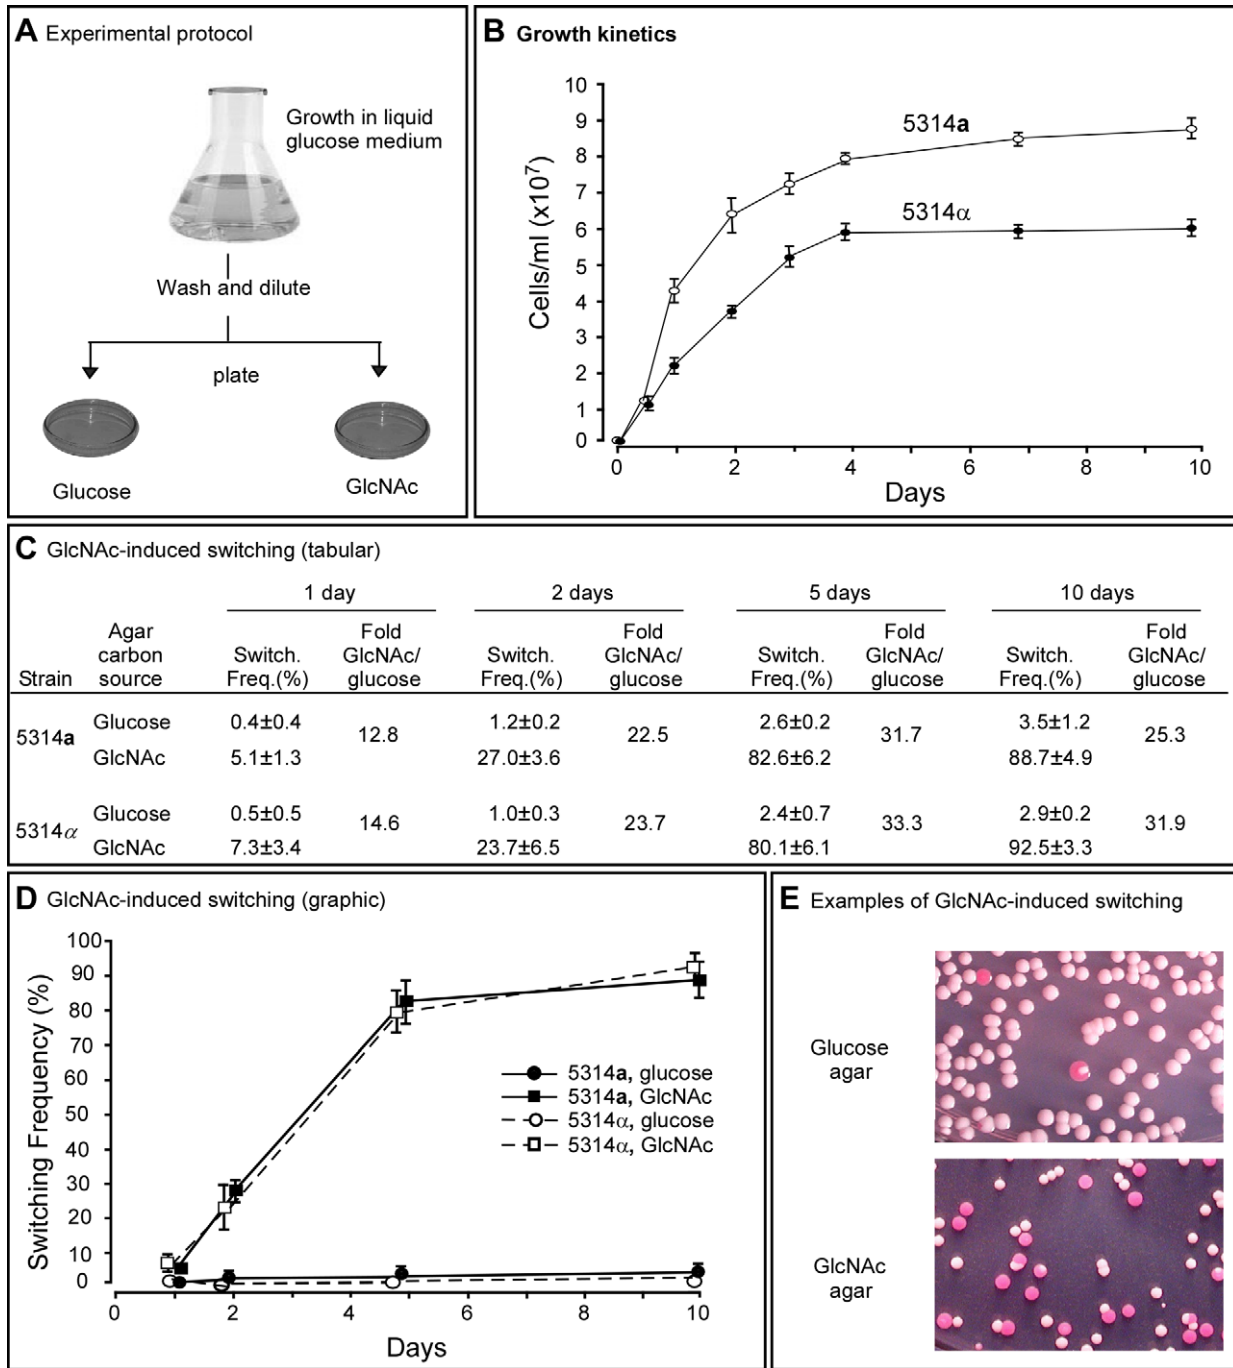 A Experimental protocol
Growth in liquid
glucose medium
Wash and dilute
plate
Glucose
GlcNAc
B Growth kinetics
Cells/ml (x10⁷)
10
9
8
7
6
5
4
3
2
1
0
5314a
5314α
0 2 4 6 8 10
Days
C GlcNAc-induced switching (tabular)
1 day 2 days 5 days 10 days
Agar Fold Fold Fold Fold
carbon Switch. GlcNAc/ Switch. GlcNAc/ Switch. GlcNAc/ Switch. GlcNAc/
Strain source Freq.(%) glucose Freq.(%) glucose Freq.(%) glucose Freq.(%) glucose
Glucose 0.4±0.4 1.2±0.2 2.6±0.2 3.5±1.2
5314a 12.8 22.5 31.7 25.3
GlcNAc 5.1±1.3 27.0±3.6 82.6±6.2 88.7±4.9
Glucose 0.5±0.5 1.0±0.3 2.4±0.7 2.9±0.2
5314α 14.6 23.7 33.3 31.9
GlcNAc 7.3±3.4 23.7±6.5 80.1±6.1 92.5±3.3
D GlcNAc-induced switching (graphic)
Switching Frequency (%)
100
90
80
70
60
50
40
30
20
10
0
5314a, glucose
5314a, GlcNAc
5314α, glucose
5314α, GlcNAc
0 2 4 6 8 10
Days
E Examples of GlcNAc-induced switching
Glucose
agar
GlcNAc
agar